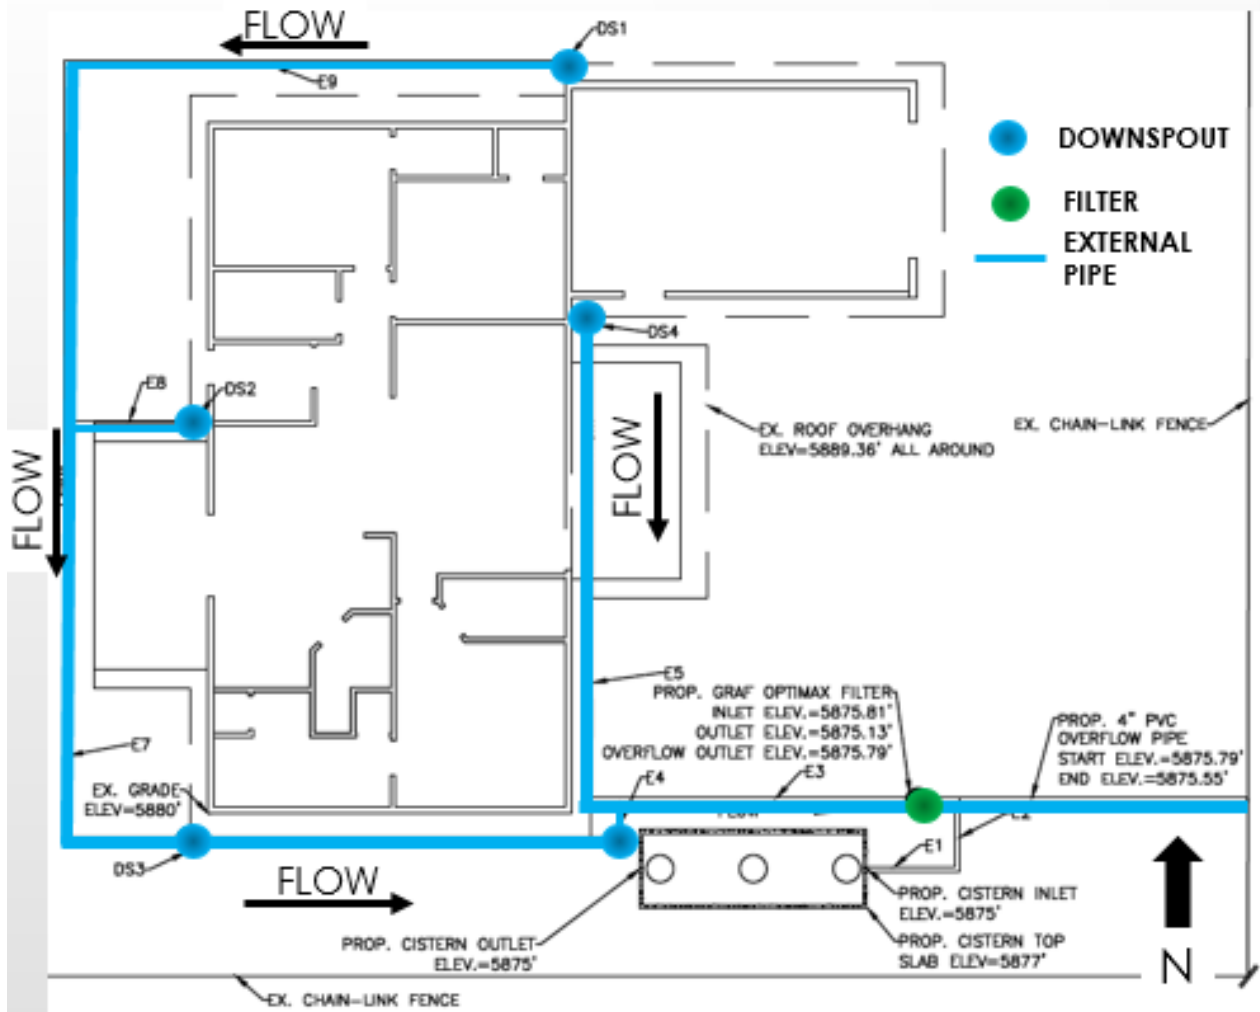 FLOW
DS1
E9
DOWNSPOUT
FILTER
EXTERNAL
PIPE
DS4
E8
DS2
EX. ROOF OVERHANG
ELEV=5889.36' ALL AROUND
EX. CHAIN-LINK FENCE
FLOW
FLOW
E5
PROP. GRAF OPTIMAX FILTER
INLET ELEV.=5875.81'
OUTLET ELEV.=5875.13'
OVERFLOW OUTLET ELEV.=5875.79'
PROP. 4" PVC
OVERFLOW PIPE
START ELEV.=5875.79'
END ELEV.=5875.55'
E7
E3
E4
EX. GRADE
ELEV=5880'
E2
E1
DS3
FLOW
PROP. CISTERN INLET
ELEV.=5875'
PROP. CISTERN OUTLET
ELEV.=5875'
PROP. CISTERN TOP
SLAB ELEV=5877'
N
EX. CHAIN-LINK FENCE